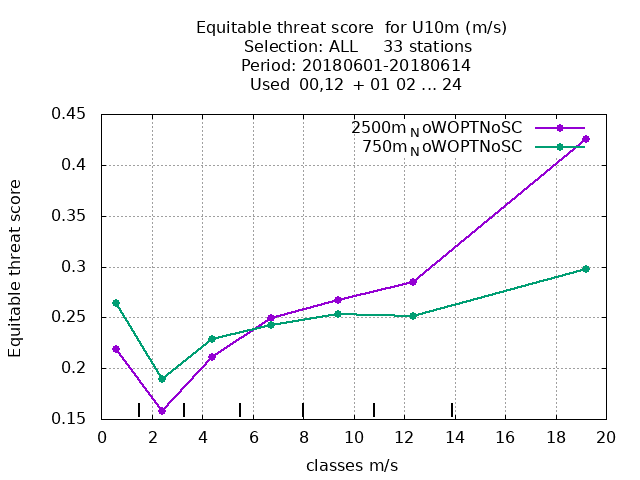 Equitable threat score for U10m (m/s)
Selection: ALL 33 stations
Period: 20180601-20180614
Used 00,12 + 01 02 ... 24
0.45
0.4
0.35
0.3
0.25
0.2
0.15
Equitable threat score
2500m_NoWOPTNoSC
750m_NoWOPTNoSC
0 2 4 6 8 10 12 14 16 18 20
classes m/s